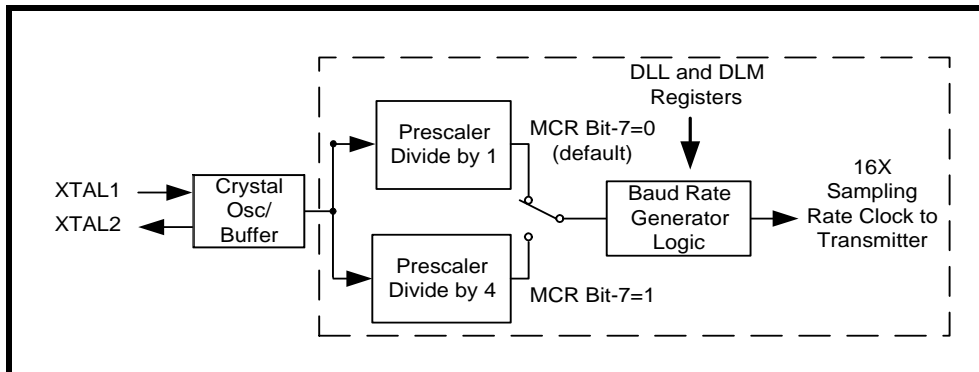 DLL and DLM
Registers
Prescaler
Divide by 1
MCR Bit-7=0
(default)
XTAL1
XTAL2
Crystal
Osc/
Buffer
Baud Rate
Generator
Logic
16X
Sampling
Rate Clock to
Transmitter
Prescaler
Divide by 4
MCR Bit-7=1